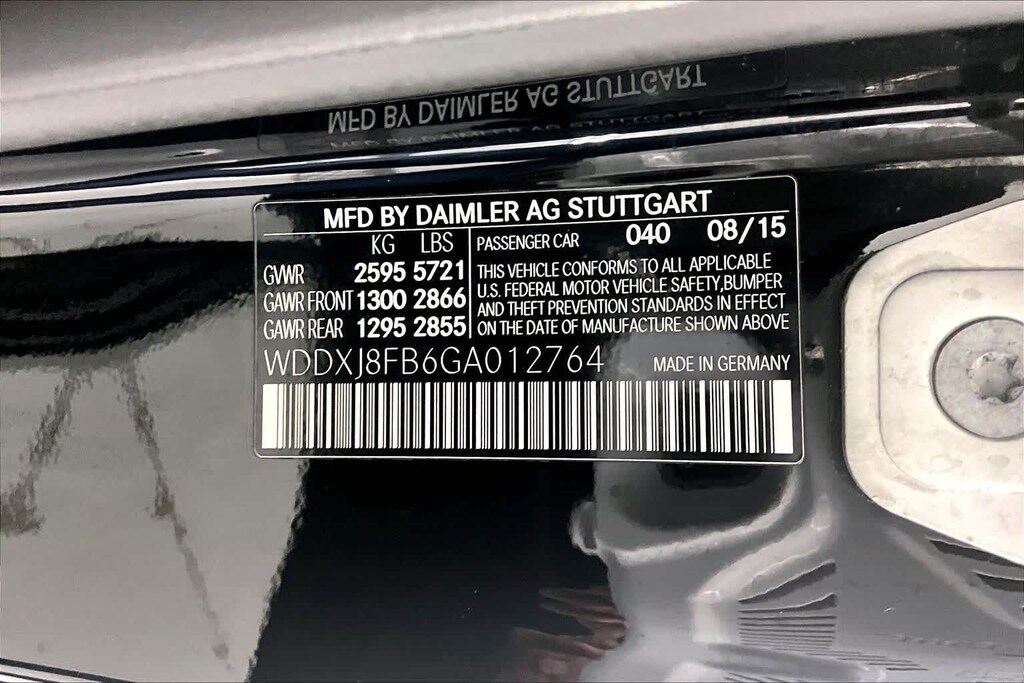 MFD BY DAIMLER AG STUTTGART
MFD BY DAIMLER AG STUTTGART
KG LBS
GVWR 2595 5721
GAWR FRONT 1300 2866
GAWR REAR 1295 2855
PASSENGER CAR 040 08/15
THIS VEHICLE CONFORMS TO ALL APPLICABLE
U.S. FEDERAL MOTOR VEHICLE SAFETY,BUMPER
AND THEFT PREVENTION STANDARDS IN EFFECT
ON THE DATE OF MANUFACTURE SHOWN ABOVE
WDDXJ8FB6GA012764 MADE IN GERMANY